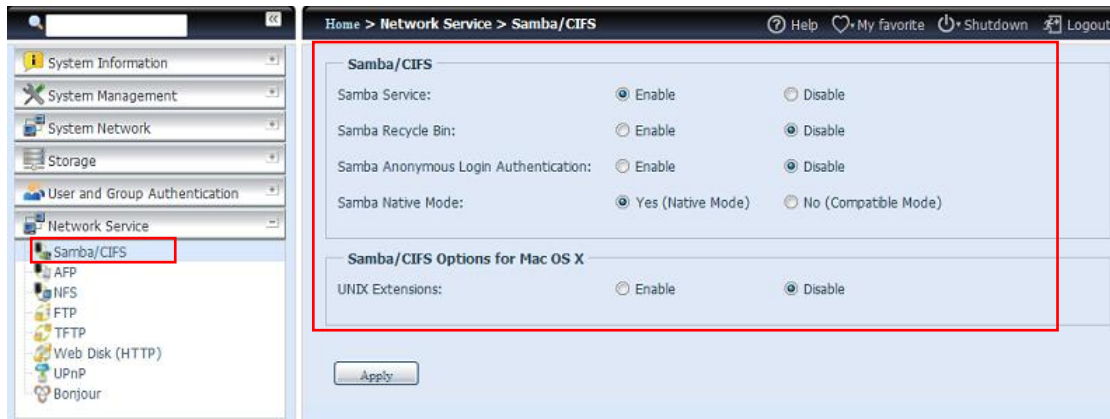 Home > Network Service > Samba/CIFS
Help My favorite Shutdown Logout
System Information
System Management
System Network
Storage
User and Group Authentication
Network Service
Samba/CIFS
AFP
NFS
FTP
TFTP
Web Disk (HTTP)
UPnP
Bonjour
Samba/CIFS
Samba Service: Enable Disable
Samba Recycle Bin: Enable Disable
Samba Anonymous Login Authentication: Enable Disable
Samba Native Mode: Yes (Native Mode) No (Compatible Mode)
Samba/CIFS Options for Mac OS X
UNIX Extensions: Enable Disable
Apply